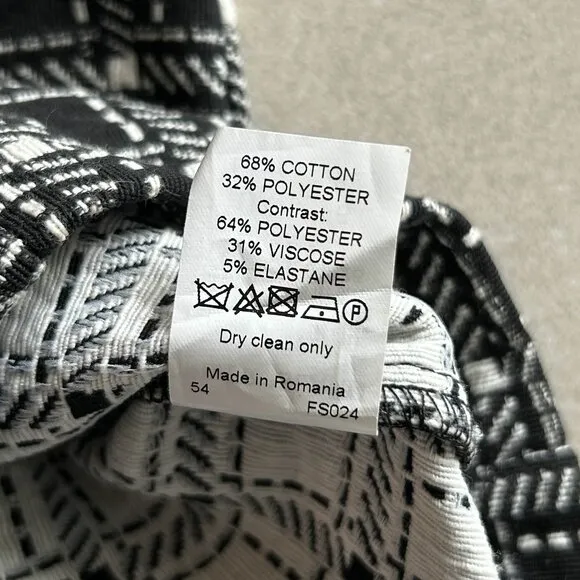 68% COTTON
32% POLYESTER
Contrast:
64% POLYESTER
31% VISCOSE
5% ELASTANE
P
Dry clean only
Made in Romania
54 FS024